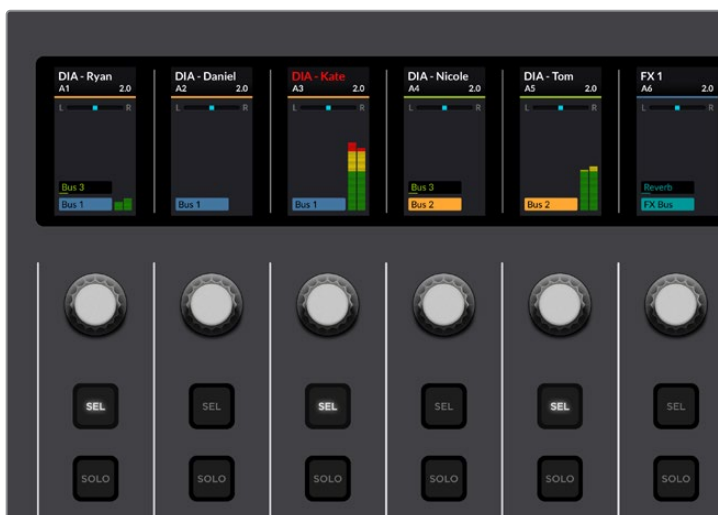 DIA - Ryan
A1 2.0
L R
Bus 3
Bus 1
DIA - Daniel
A2 2.0
L R
Bus 1
DIA - Kate
A3 2.0
L R
Bus 1
DIA - Nicole
A4 2.0
L R
Bus 3
Bus 2
DIA - Tom
A5 2.0
L R
Bus 2
FX 1
A6 2.0
L R
Reverb
FX Bus
SEL SEL SEL SEL SEL SEL
SOLO SOLO SOLO SOLO SOLO SOLO